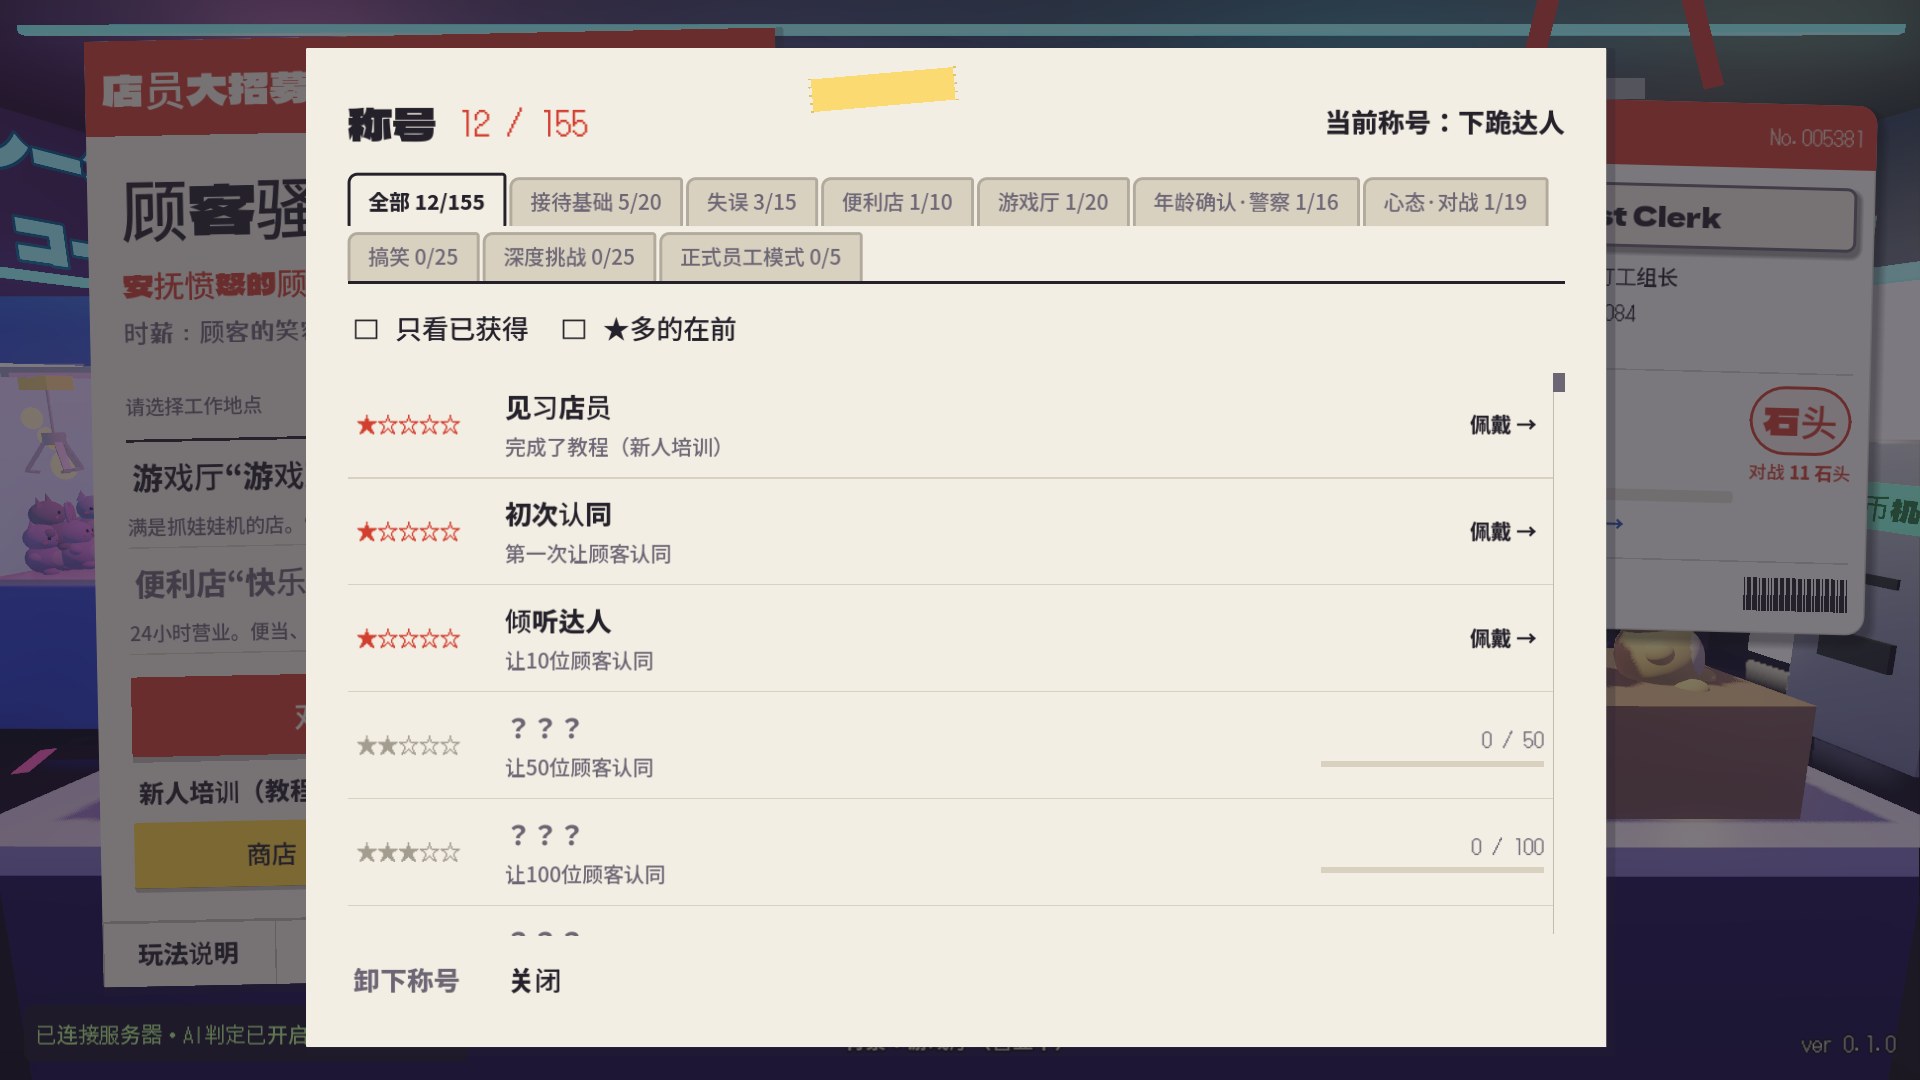 店员大招募
No. 005381
称号 12 / 155
当前称号：下跪达人
全部 12/155
接待基础 5/20
失误 3/15
便利店 1/10
游戏厅 1/20
年龄确认·警察 1/16
心态·对战 1/19
搞笑 0/25
深度挑战 0/25
正式员工模式 0/5
顾客骚
安抚愤怒的顾
时薪：顾客的笑
请选择工作地点
游戏厅“游戏
满是抓娃娃机的店。
便利店“快乐
24小时营业。便当、
新人培训（教程
商店
玩法说明
已连接服务器・AI判定已开启
□ 只看已获得
□ ★多的在前
★☆☆☆☆
见习店员
完成了教程（新人培训）
佩戴→
★☆☆☆☆
初次认同
第一次让顾客认同
佩戴→
★☆☆☆☆
倾听达人
让10位顾客认同
佩戴→
★★☆☆☆
？？？
让50位顾客认同
0 / 50
★★★☆☆
？？？
让100位顾客认同
0 / 100
卸下称号
关闭
Clerk
工组长
084
石头
对战 11 石头
币机
ver 0.1.0